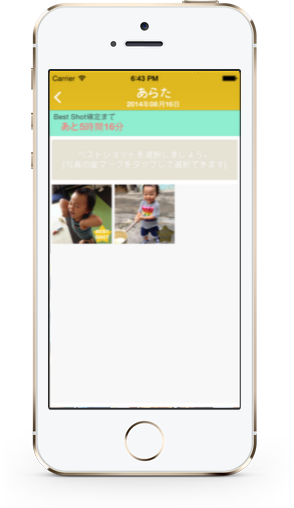 Carrier 6:43 PM
あらた
2014年06月16日
Best Shot確定まで
あと5時間16分
ベストショットを選択しましょう。
(写真の星マークをタップして選択できます)